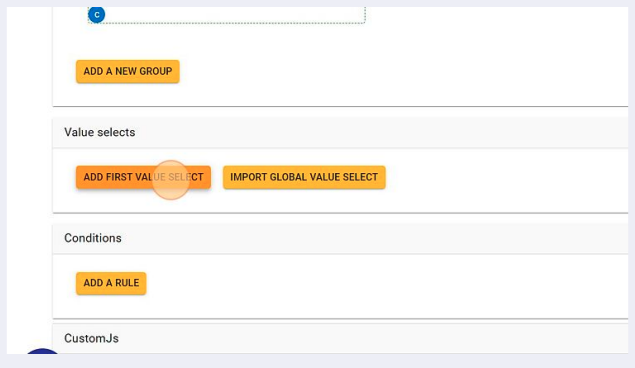 C
ADD A NEW GROUP
Value selects
ADD FIRST VALUE SELECT IMPORT GLOBAL VALUE SELECT
Conditions
ADD A RULE
CustomJs